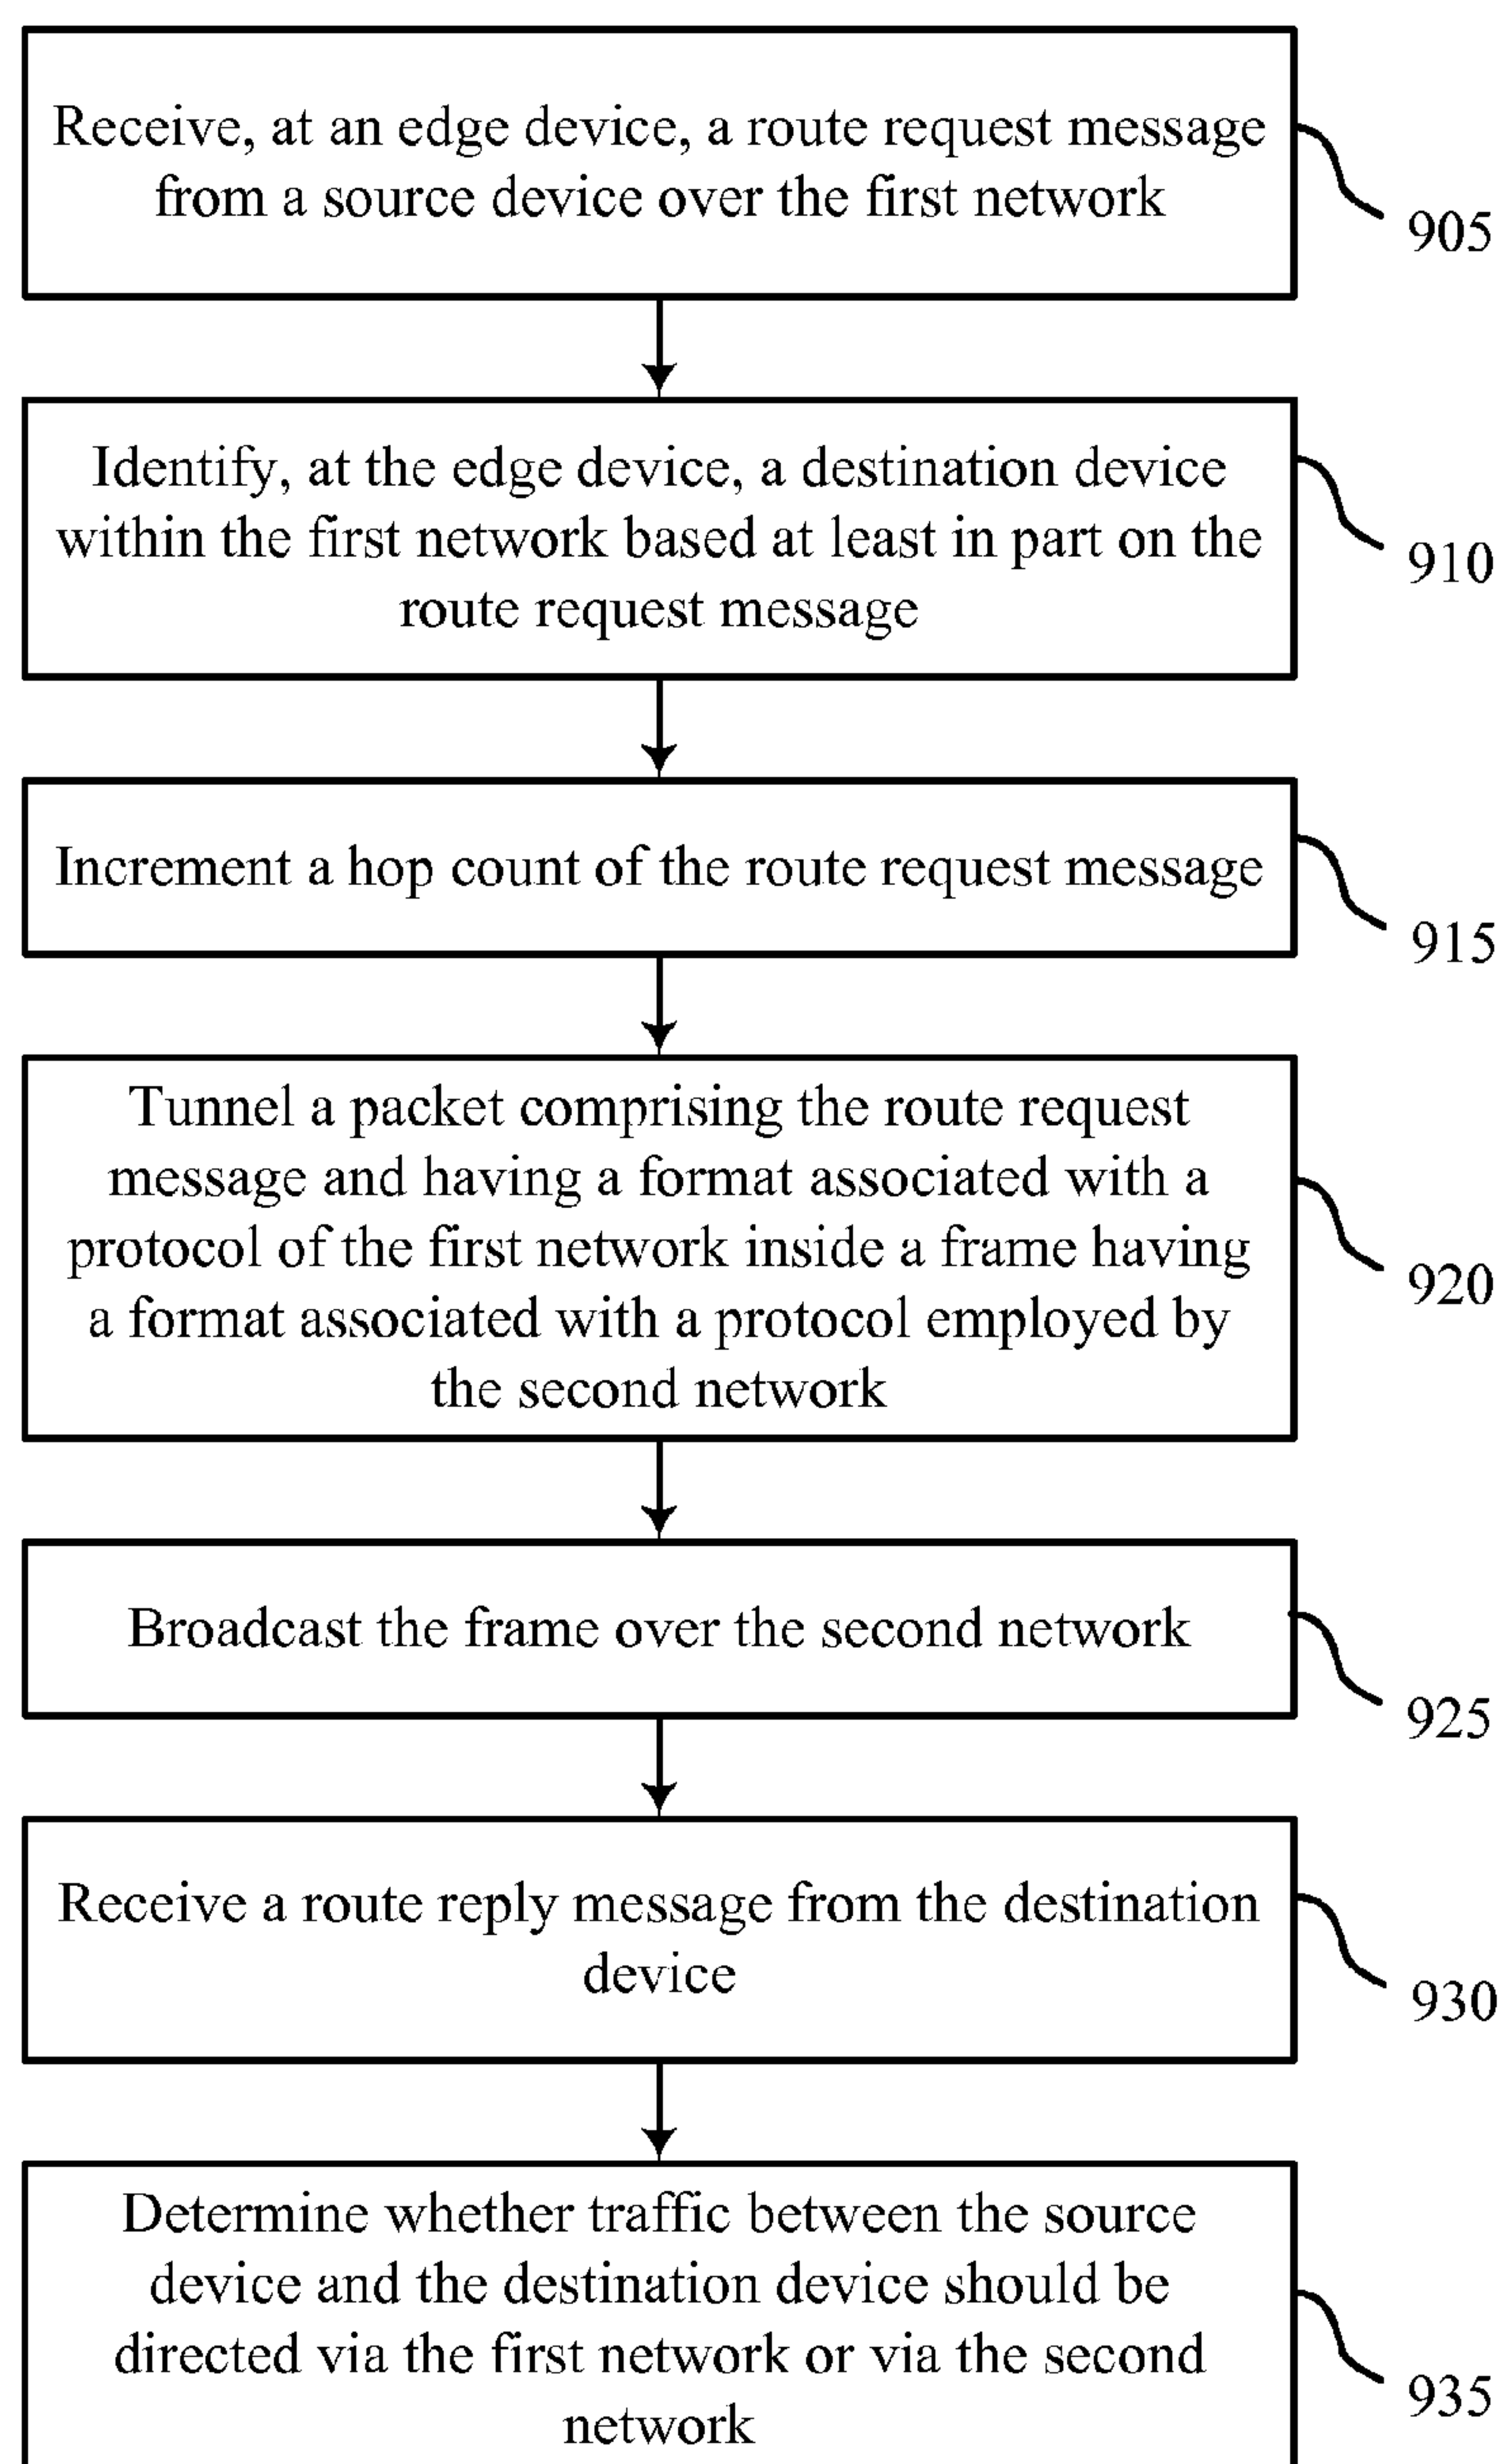 Receive, at an edge device, a route request message
from a source device over the first network
905
Identify, at the edge device, a destination device
within the first network based at least in part on the
route request message
910
Increment a hop count of the route request message
915
Tunnel a packet comprising the route request
message and having a format associated with a
protocol of the first network inside a frame having
a format associated with a protocol employed by
the second network
920
Broadcast the frame over the second network
925
Receive a route reply message from the destination
device
930
Determine whether traffic between the source
device and the destination device should be
directed via the first network or via the second
network
935